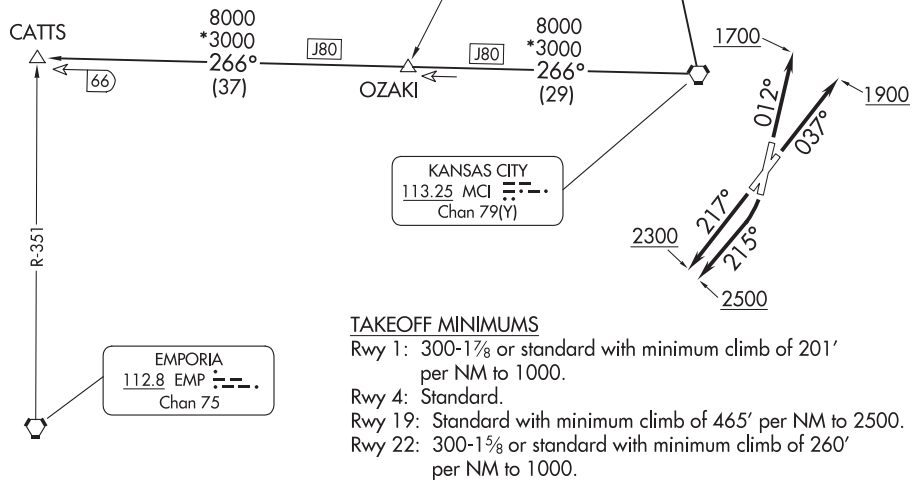 CATTS
8000
*3000
266°
(37)
J80
66
OZAKI
J80
8000
*3000
266°
(29)
1700
1900
012°
037°
217°
215°
2300
2500
KANSAS CITY
113.25 MCI
Chan 79(Y)
R-351
EMPORIA
112.8 EMP
Chan 75
TAKEOFF MINIMUMS
Rwy 1: 300-1⅞ or standard with minimum climb of 201'
per NM to 1000.
Rwy 4: Standard.
Rwy 19: Standard with minimum climb of 465' per NM to 2500.
Rwy 22: 300-1⅝ or standard with minimum climb of 260'
per NM to 1000.